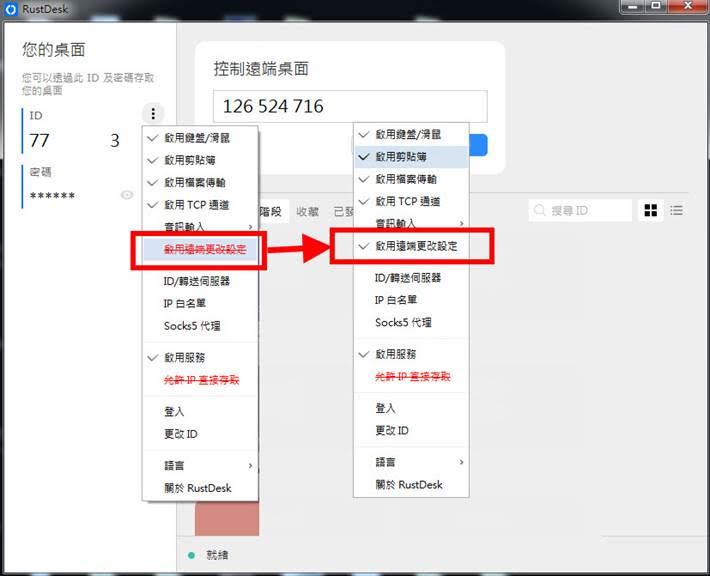 RustDesk
您的桌面
您可以透過此 ID 及密碼存取
您的桌面
ID
77 3
密碼
******
控制遠端桌面
126 524 716
階段
收藏
已發
搜尋 ID
啟用鍵盤/滑鼠
啟用剪貼簿
啟用檔案傳輸
啟用 TCP 通道
音訊輸入
啟用遠端更改設定
ID/轉送伺服器
IP 白名單
Socks5 代理
啟用服務
允許 IP 直接存取
登入
更改 ID
語言
關於 RustDesk
啟用鍵盤/滑鼠
啟用剪貼簿
啟用檔案傳輸
啟用 TCP 通道
音訊輸入
啟用遠端更改設定
ID/轉送伺服器
IP 白名單
Socks5 代理
啟用服務
允許 IP 直接存取
登入
更改 ID
語言
關於 RustDesk
就緒